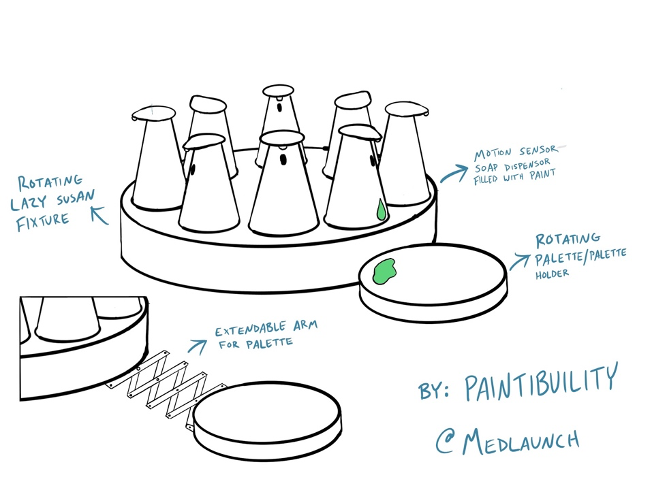 MOTION SENSOR
SOAP DISPENSOR
FILLED WITH PAINT
ROTATING
LAZY SUSAN
FIXTURE
ROTATING
PALETTE/PALETTE
HOLDER
EXTENDABLE ARM
FOR PALETTE
BY: PAINTIBUILITY
@MEDLAUNCH